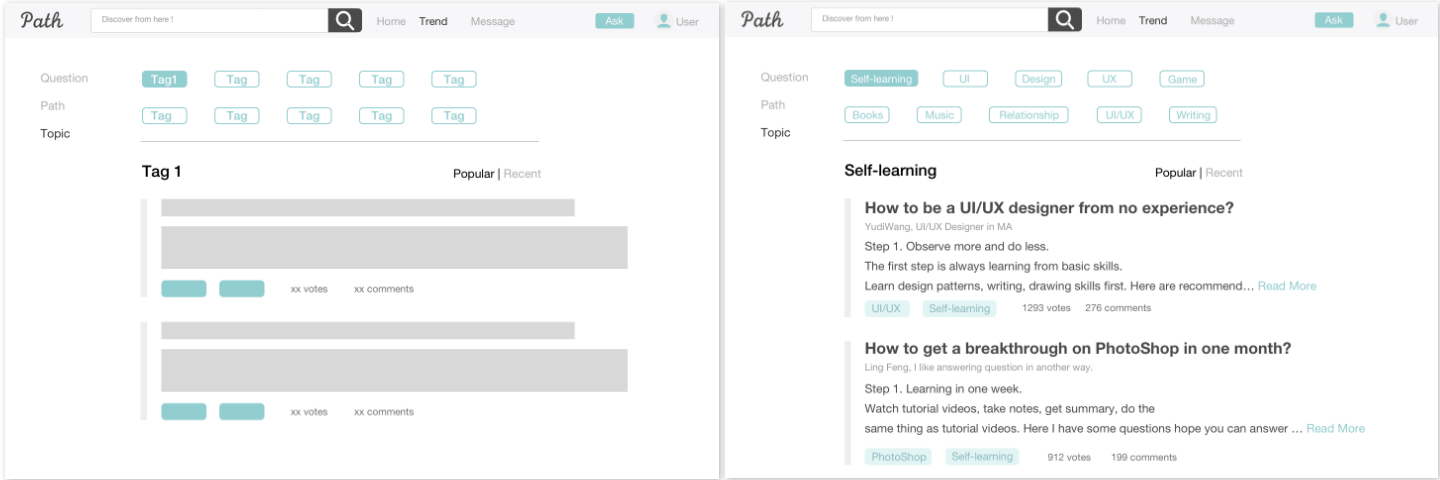 Path Discover from here ! Home Trend Message Ask User
Question Tag1 Tag Tag Tag Tag
Path Tag Tag Tag Tag Tag
Topic
Tag 1 Popular | Recent
xx votes xx comments
xx votes xx comments
Path Discover from here ! Home Trend Message Ask User
Question Self-learning UI Design UX Game
Path Books Music Relationship UI/UX Writing
Topic
Self-learning Popular | Recent
How to be a UI/UX designer from no experience?
YudiWang, UI/UX Designer in MA
Step 1. Observe more and do less.
The first step is always learning from basic skills.
Learn design patterns, writing, drawing skills first. Here are recommend… Read More
UI/UX Self-learning 1293 votes 276 comments
How to get a breakthrough on PhotoShop in one month?
Ling Feng, I like answering question in another way.
Step 1. Learning in one week.
Watch tutorial videos, take notes, get summary, do the
same thing as tutorial videos. Here I have some questions hope you can answer … Read More
PhotoShop Self-learning 912 votes 199 comments